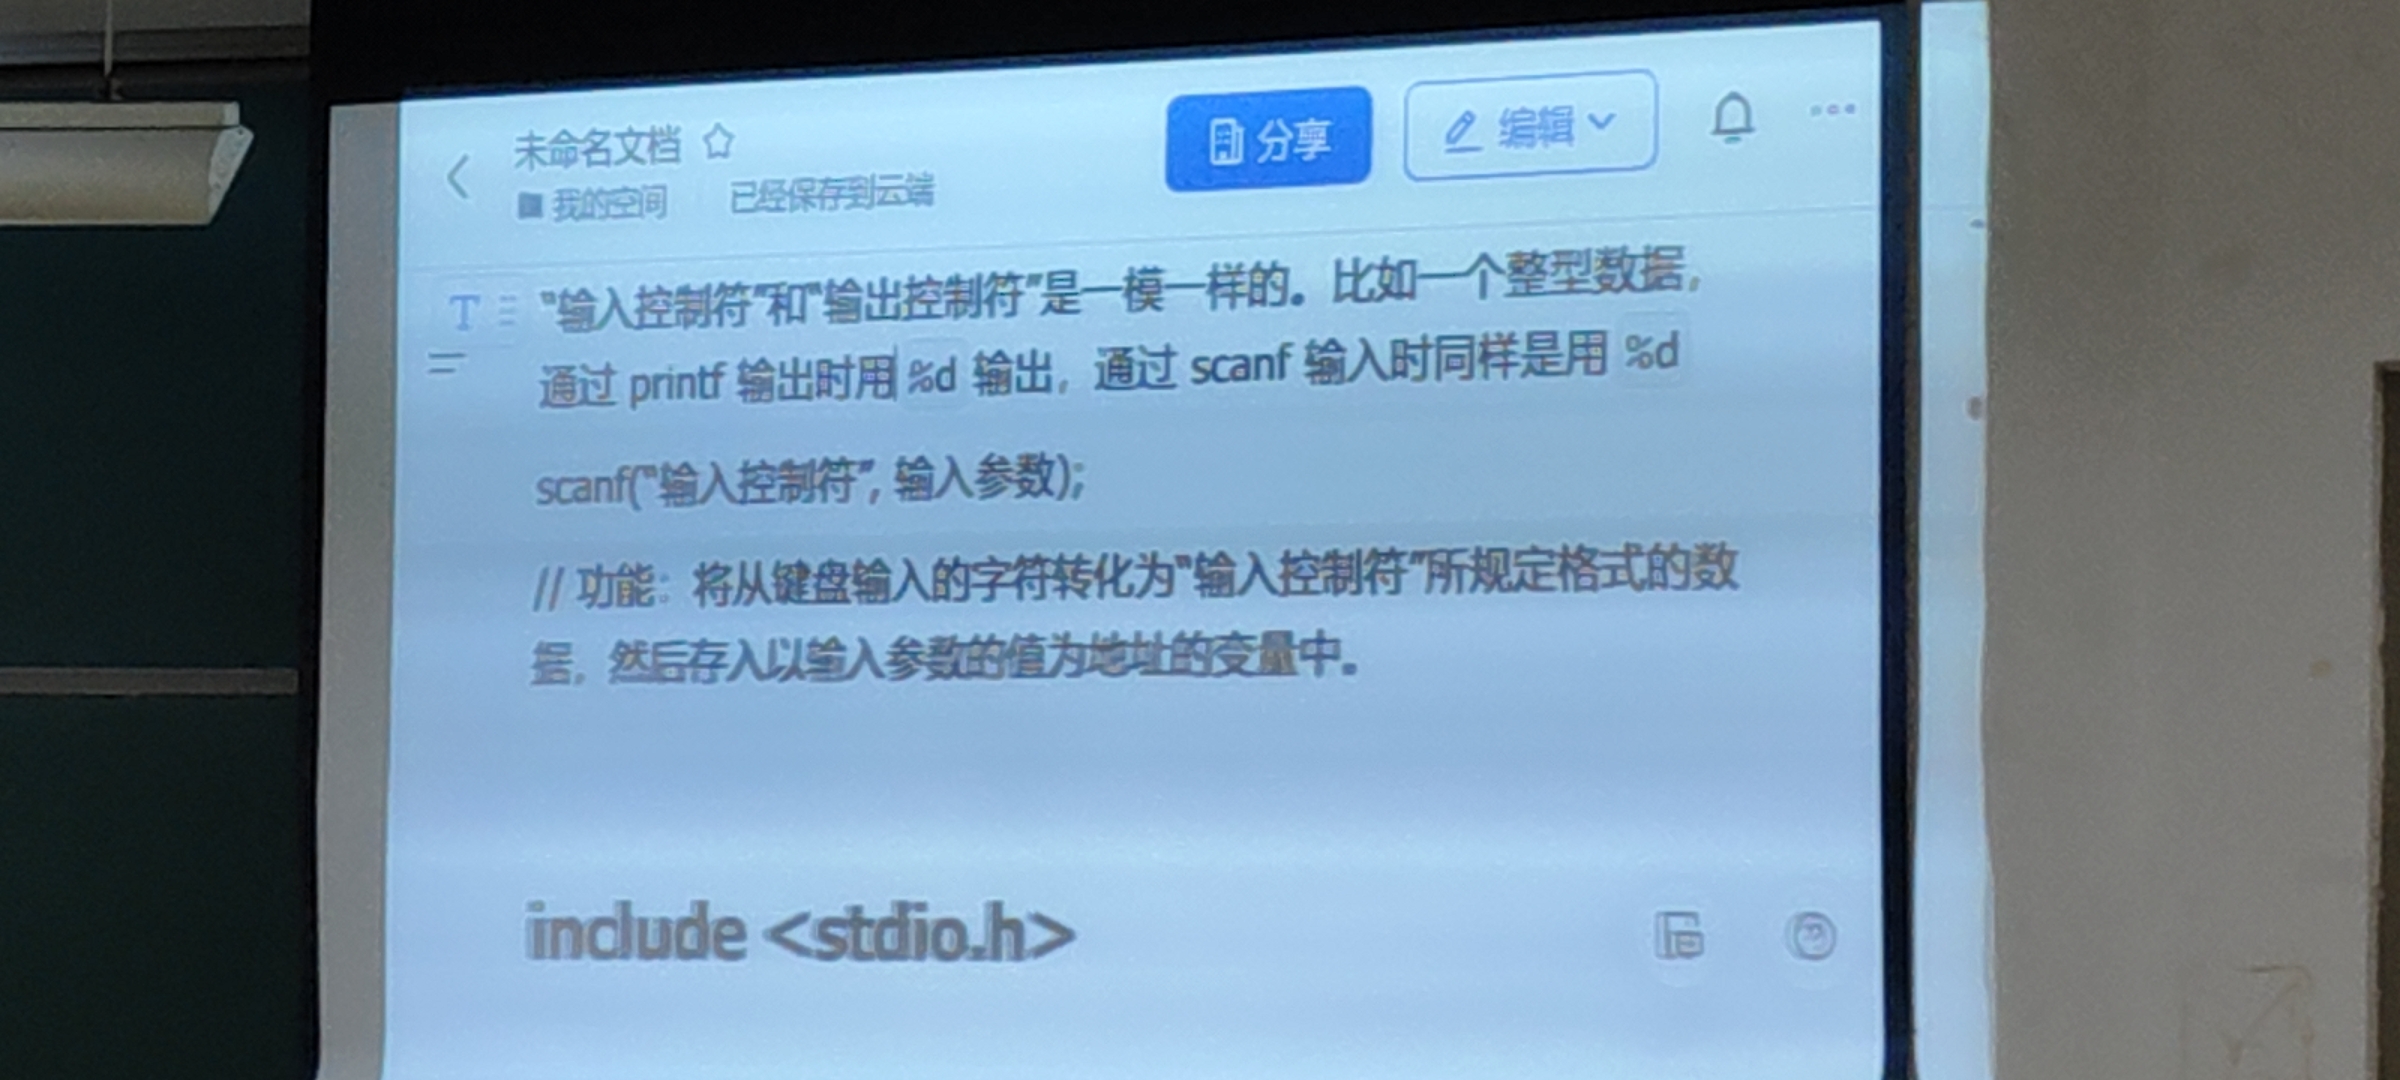 未命名文档
我的空间 已经保存到云端
分享
编辑
“输入控制符”和“输出控制符”是一模一样的。比如一个整型数据，
通过 printf 输出时用 %d 输出，通过 scanf 输入时同样是用 %d
scanf(“输入控制符”, 输入参数);
// 功能：将从键盘输入的字符转化为“输入控制符”所规定格式的数
据，然后存入以输入参数的值为地址的变量中。
include <stdio.h>